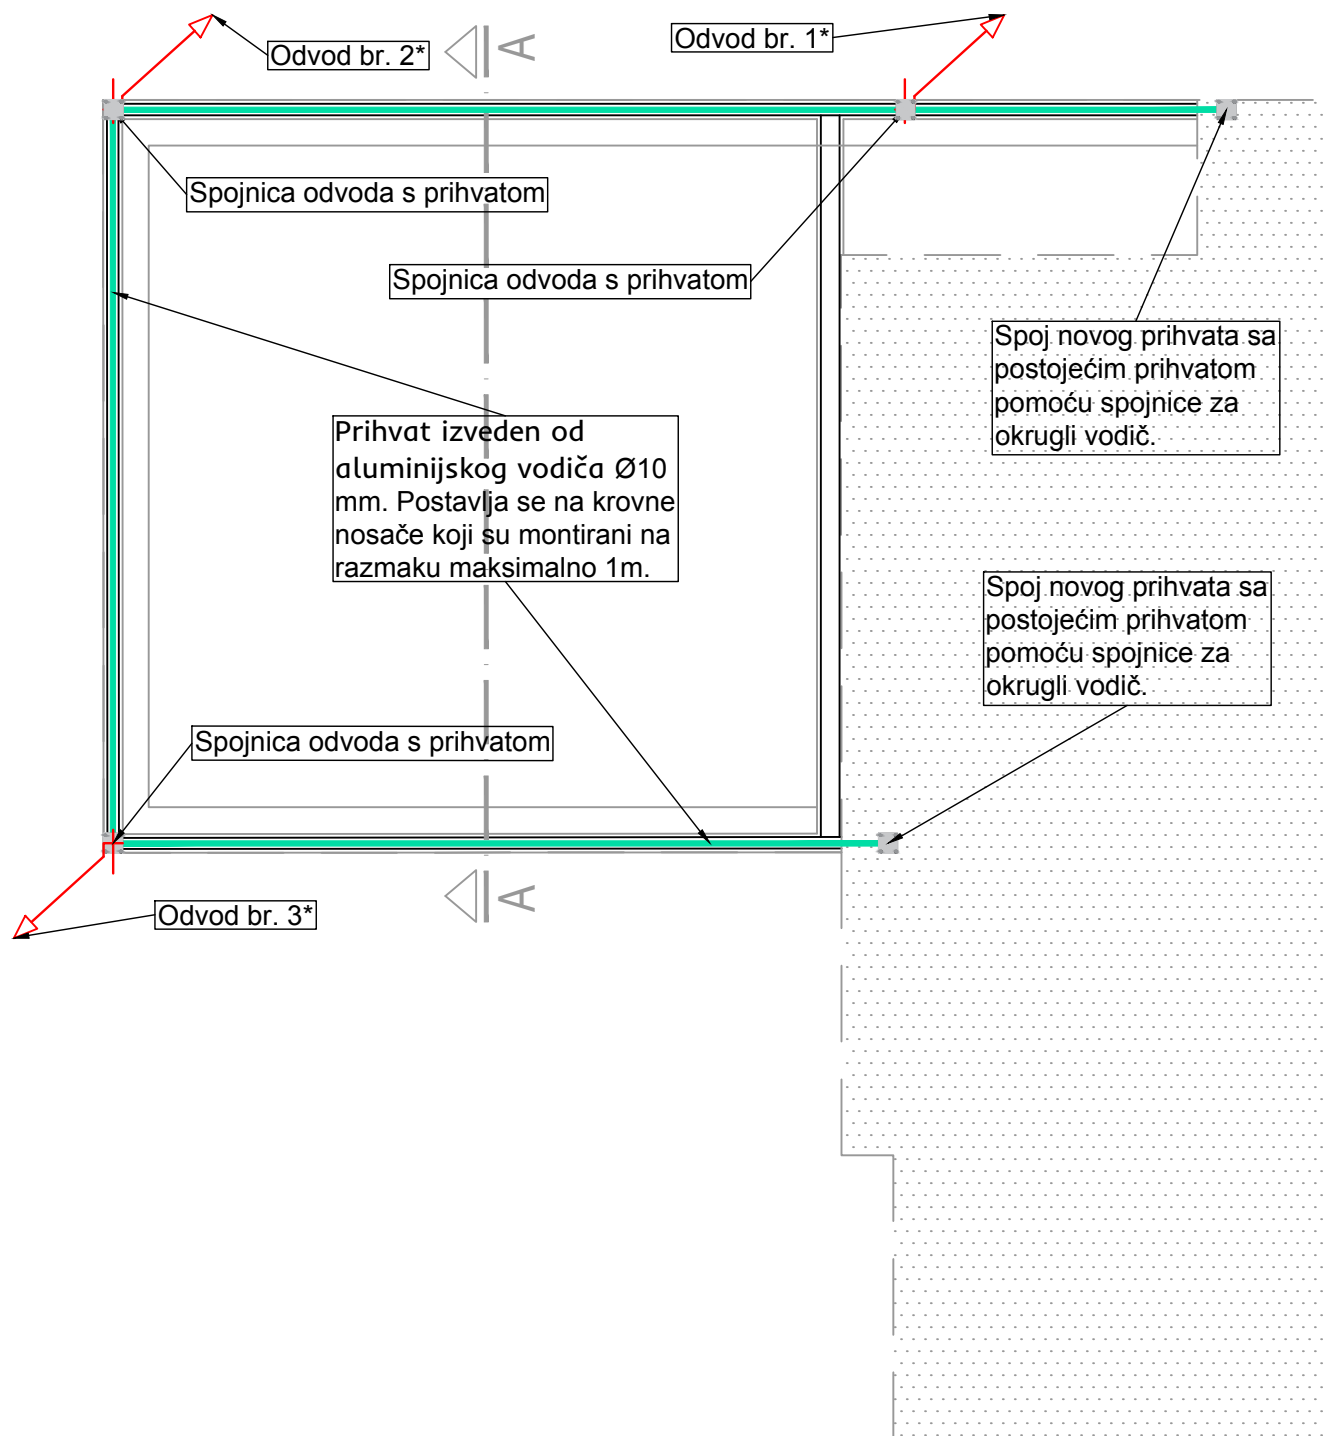 Odvod br. 2*
A
Odvod br. 1*
Spojnica odvoda s prihvatom
Spojnica odvoda s prihvatom
Spoj novog prihvata sa
postojećim prihvatom
pomoću spojnice za
okrugli vodič.
Prihvat izveden od
aluminijskog vodiča Ø10
mm. Postavlja se na krovne
nosače koji su montirani na
razmaku maksimalno 1m.
Spoj novog prihvata sa
postojećim prihvatom
pomoću spojnice za
okrugli vodič.
Spojnica odvoda s prihvatom
A
Odvod br. 3*